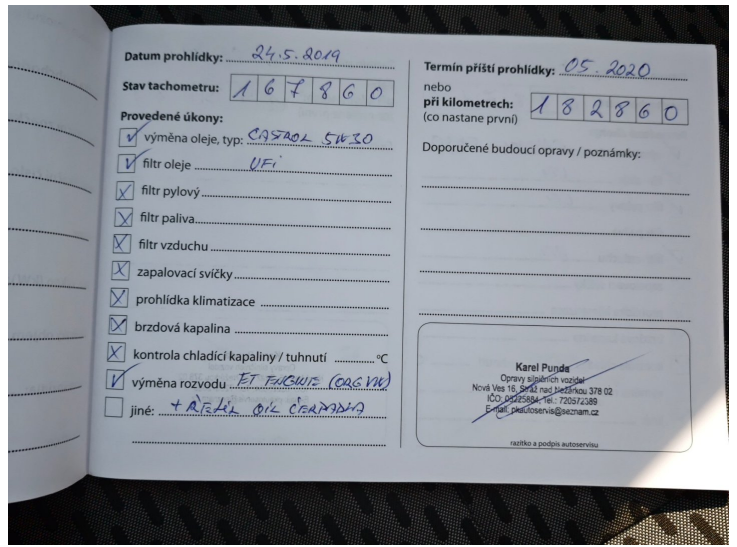 Datum prohlídky: 24.5.2019
Stav tachometru: 167860
Provedené úkony:
výměna oleje, typ: CASTROL 5W30
filtr oleje UFi
filtr pylový
filtr paliva
filtr vzduchu
zapalovací svíčky
prohlídka klimatizace
brzdová kapalina
kontrola chladící kapaliny / tuhnutí °C
výměna rozvodu ET ENGINE (ORG VW)
jiné: + ŘETĚZ OIL ČERPADLA
Termín příští prohlídky: 05.2020
nebo
při kilometrech: 182860
(co nastane první)
Doporučené budoucí opravy / poznámky:
Karel Punda
Opravy silničních vozidel
Nová Ves 16, Stráž nad Nežárkou 378 02
IČO: 05225884, Tel.: 720572389
E-mail: pkautoservis@seznam.cz
razítko a podpis autoservisu